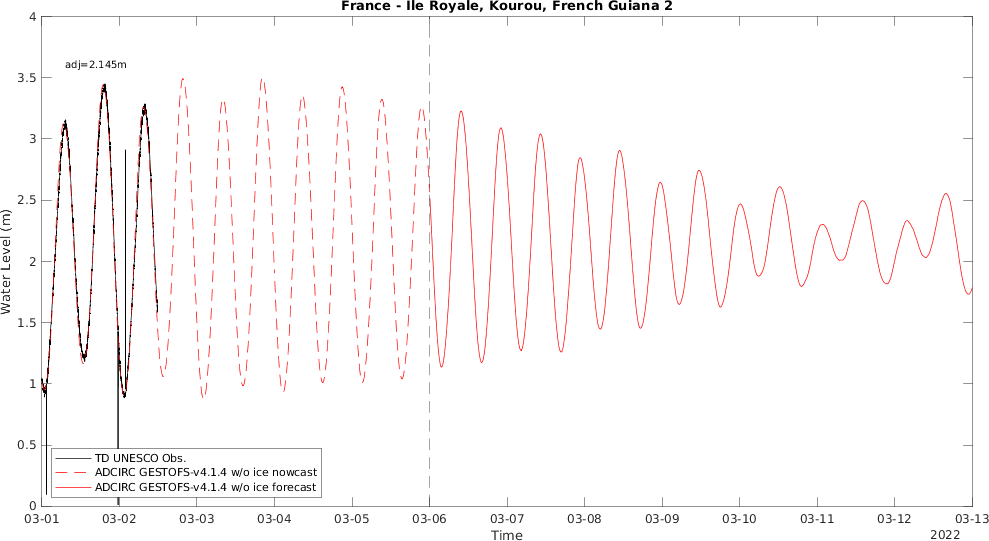 France - Ile Royale, Kourou, French Guiana 2
adj=2.145m
4
3.5
3
2.5
2
1.5
1
0.5
0
Water Level (m)
TD UNESCO Obs.
ADCIRC GESTOFS-v4.1.4 w/o ice nowcast
ADCIRC GESTOFS-v4.1.4 w/o ice forecast
03-01 03-02 03-03 03-04 03-05 03-06 03-07 03-08 03-09 03-10 03-11 03-12 03-13
Time
2022